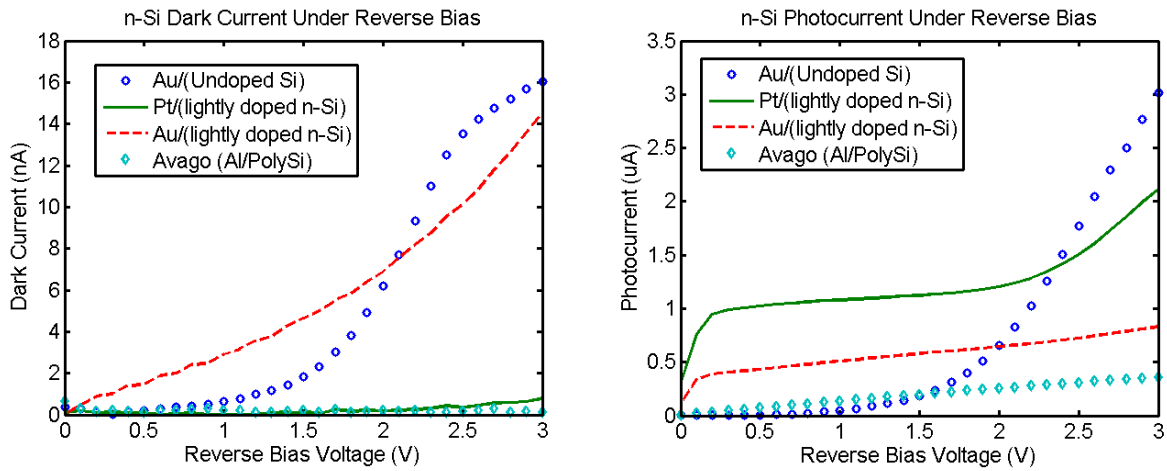 n-Si Dark Current Under Reverse Bias
18
16
14
12
10
8
6
4
2
0
Dark Current (nA)
Au/(Undoped Si)
Pt/(lightly doped n-Si)
Au/(lightly doped n-Si)
Avago (Al/PolySi)
0 0.5 1 1.5 2 2.5 3
Reverse Bias Voltage (V)
n-Si Photocurrent Under Reverse Bias
3.5
3
2.5
2
1.5
1
0.5
0
Photocurrent (uA)
Au/(Undoped Si)
Pt/(lightly doped n-Si)
Au/(lightly doped n-Si)
Avago (Al/PolySi)
0 0.5 1 1.5 2 2.5 3
Reverse Bias Voltage (V)